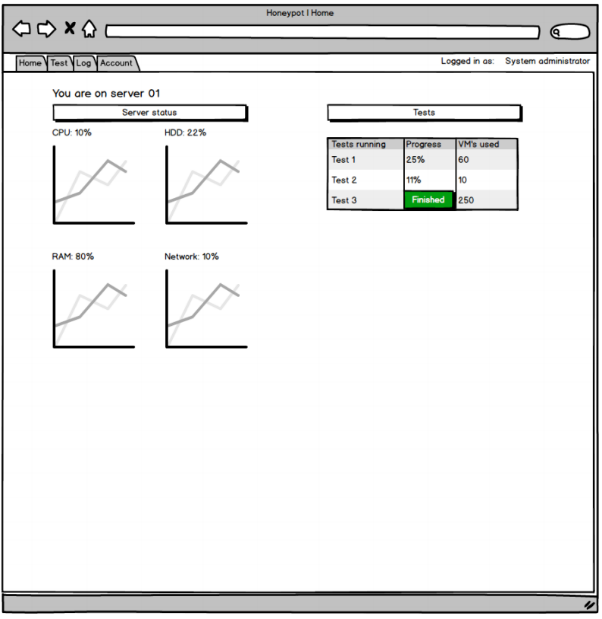 Honeypot | Home
Home Test Log Account
Logged in as: System administrator
You are on server 01
Server status
CPU: 10% HDD: 22%
RAM: 80% Network: 10%
Tests
Tests running Progress VM's used
Test 1 25% 60
Test 2 11% 10
Test 3 Finished 250